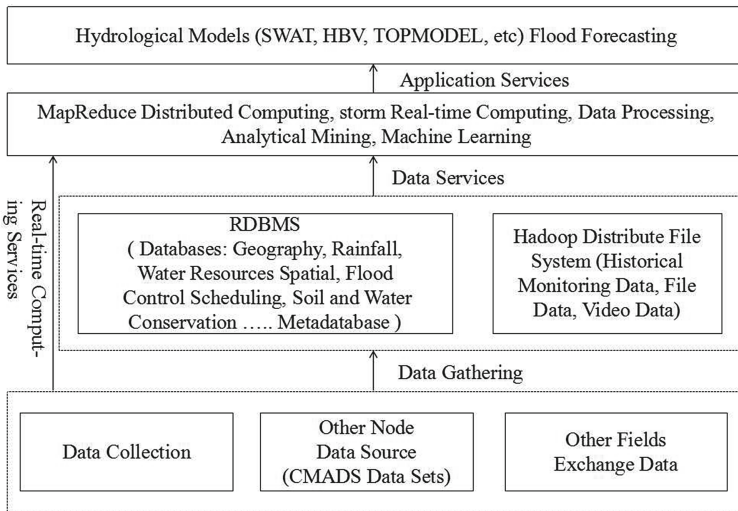 Hydrological Models (SWAT, HBV, TOPMODEL, etc) Flood Forecasting
Application Services
MapReduce Distributed Computing, storm Real-time Computing, Data Processing,
Analytical Mining, Machine Learning
Real-time Comput-
ing Services
Data Services
RDBMS
( Databases: Geography, Rainfall,
Water Resources Spatial, Flood
Control Scheduling, Soil and Water
Conservation ….. Metadatabase )
Hadoop Distribute File
System (Historical
Monitoring Data, File
Data, Video Data)
Data Gathering
Data Collection
Other Node
Data Source
(CMADS Data Sets)
Other Fields
Exchange Data